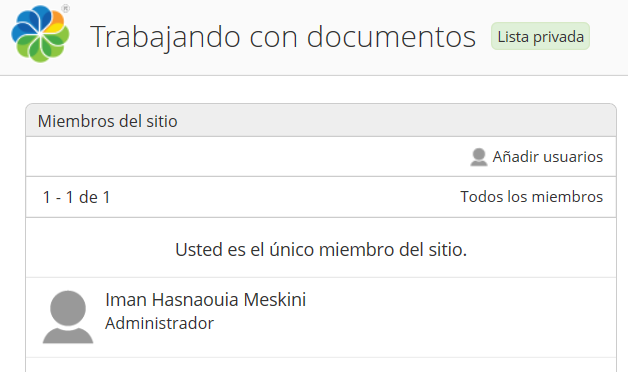 Trabajando con documentos
Lista privada
Miembros del sitio
Añadir usuarios
1 - 1 de 1
Todos los miembros
Usted es el único miembro del sitio.
Iman Hasnaouia Meskini
Administrador